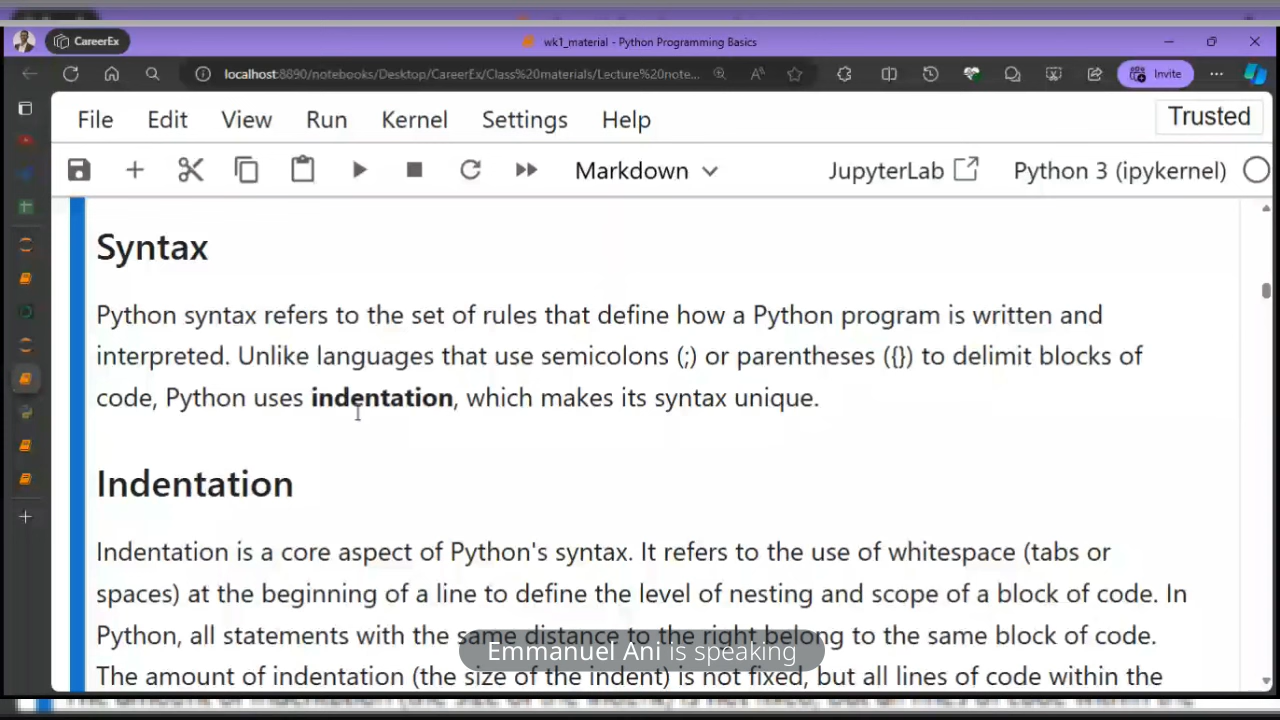 CareerEx
wk1_material - Python Programming Basics
localhost:8890/notebooks/Desktop/CareerEx/Class%20materials/Lecture%20note...
Invite
File Edit View Run Kernel Settings Help
Trusted
Markdown
JupyterLab
Python 3 (ipykernel)
Syntax
Python syntax refers to the set of rules that define how a Python program is written and
interpreted. Unlike languages that use semicolons (;) or parentheses ({}) to delimit blocks of
code, Python uses indentation, which makes its syntax unique.
Indentation
Indentation is a core aspect of Python's syntax. It refers to the use of whitespace (tabs or
spaces) at the beginning of a line to define the level of nesting and scope of a block of code. In
Python, all statements with the same distance to the right belong to the same block of code.
Emmanuel Ani is speaking
The amount of indentation (the size of the indent) is not fixed, but all lines of code within the